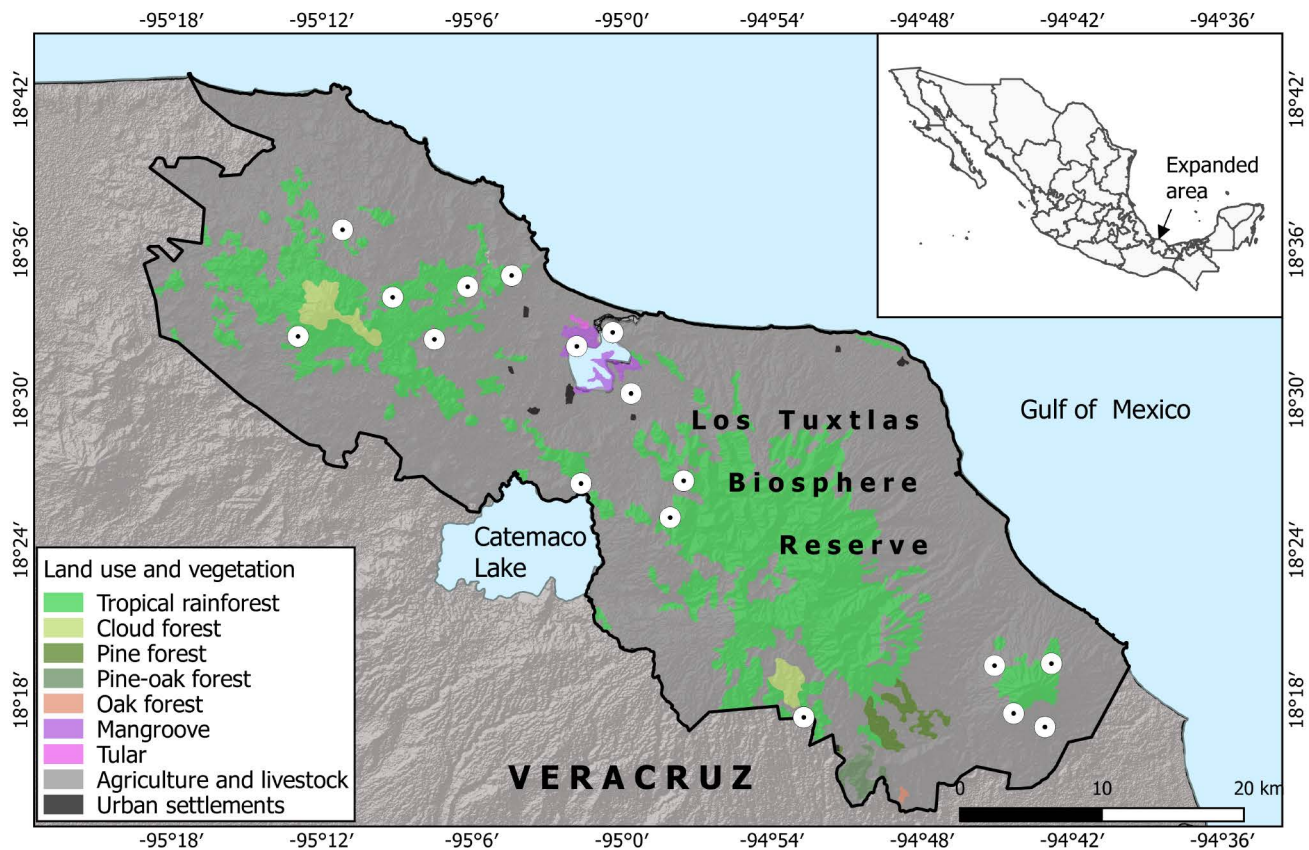 -95°18′ -95°12′ -95°6′ -95°0′ -94°54′ -94°48′ -94°42′ -94°36′
18°42′
18°42′
Expanded
area
18°36′
18°36′
Gulf of Mexico
18°30′
18°30′
Los Tuxtlas
Biosphere
Reserve
Catemaco
Lake
18°24′
18°24′
Land use and vegetation
Tropical rainforest
Cloud forest
Pine forest
Pine-oak forest
Oak forest
Mangroove
Tular
Agriculture and livestock
Urban settlements
18°18′
18°18′
VERACRUZ
0 10 20 km
-95°18′ -95°12′ -95°6′ -95°0′ -94°54′ -94°48′ -94°42′ -94°36′